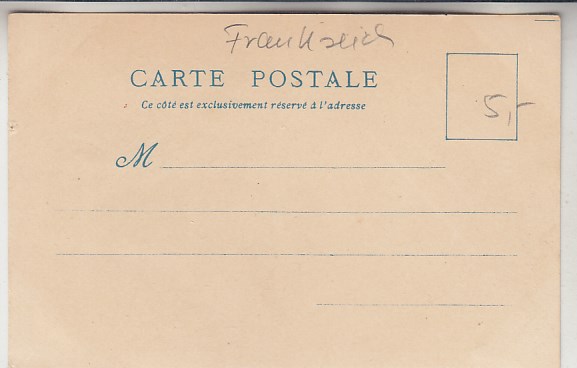 Frankreich
CARTE POSTALE
Ce côté est exclusivement réservé à l'adresse
5,-
M